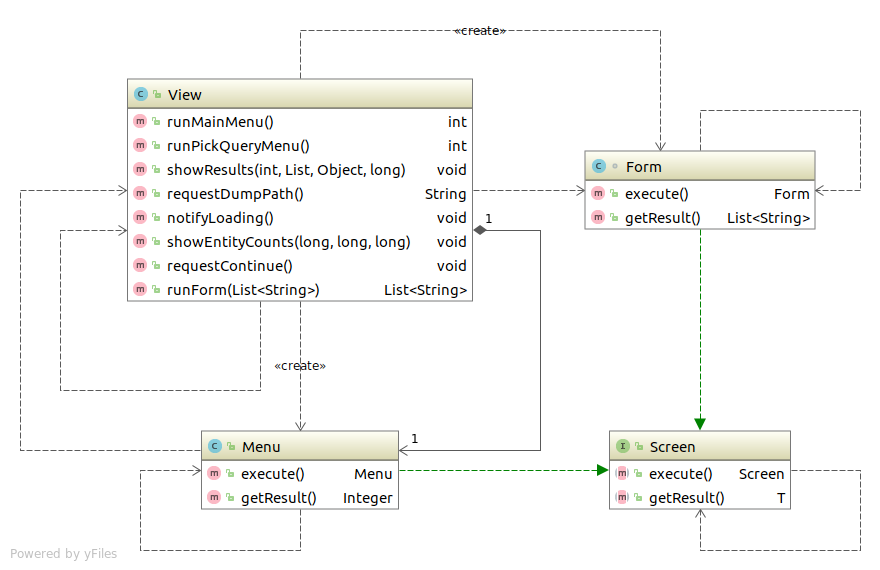 «create»
C View
m runMainMenu() int
m runPickQueryMenu() int
m showResults(int, List, Object, long) void
m requestDumpPath() String
m notifyLoading() void
m showEntityCounts(long, long, long) void
m requestContinue() void
m runForm(List<String>) List<String>
1
C Form
m execute() Form
m getResult() List<String>
«create»
1
C Menu
m execute() Menu
m getResult() Integer
I Screen
m execute() Screen
m getResult() T
Powered by yFiles